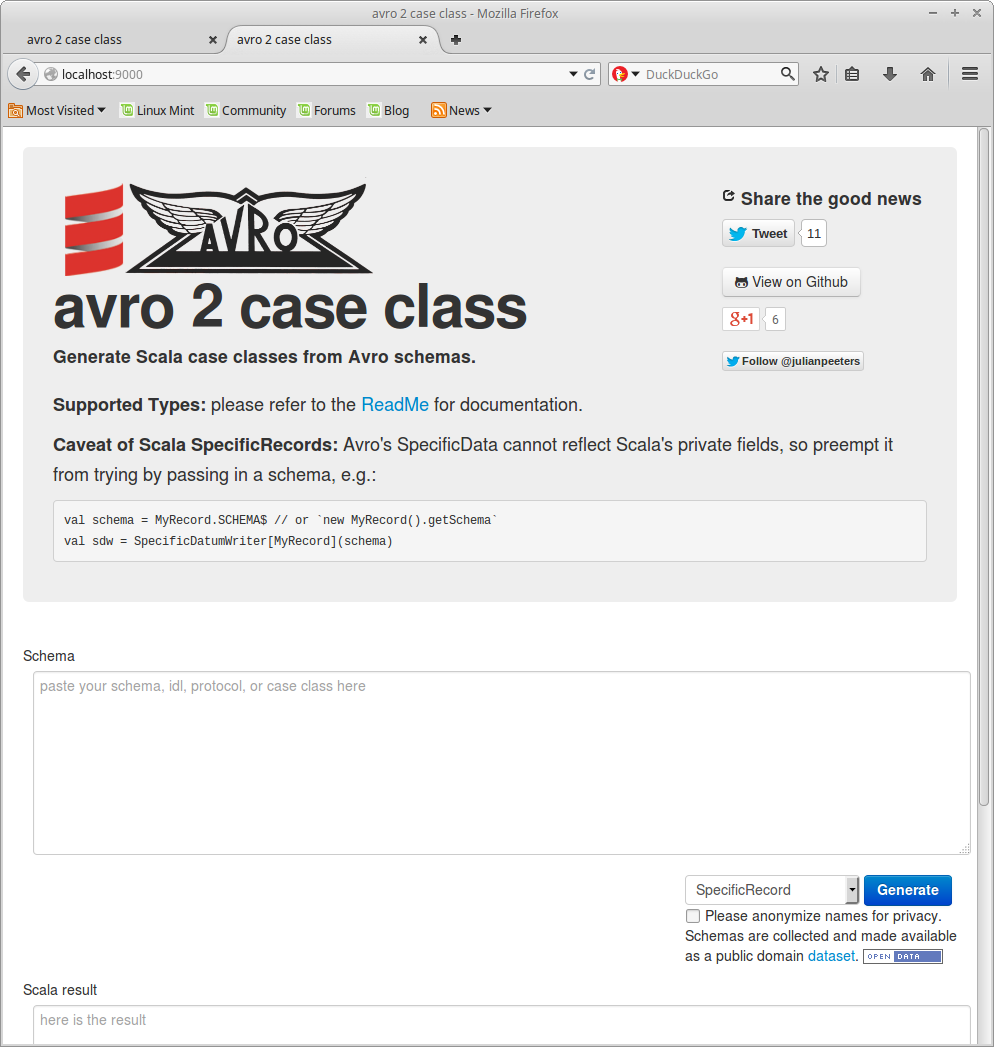 avro 2 case class - Mozilla Firefox
avro 2 case class
avro 2 case class
localhost:9000
DuckDuckGo
Most Visited
Linux Mint
Community
Forums
Blog
News
AVRO
Share the good news
Tweet
11
View on Github
g+1
6
Follow @julianpeeters
avro 2 case class
Generate Scala case classes from Avro schemas.
Supported Types: please refer to the ReadMe for documentation.
Caveat of Scala SpecificRecords: Avro's SpecificData cannot reflect Scala's private fields, so preempt it
from trying by passing in a schema, e.g.:
val schema = MyRecord.SCHEMA$ // or `new MyRecord().getSchema`
val sdw = SpecificDatumWriter[MyRecord](schema)
Schema
paste your schema, idl, protocol, or case class here
SpecificRecord
Generate
Please anonymize names for privacy.
Schemas are collected and made available
as a public domain dataset. OPEN DATA
Scala result
here is the result